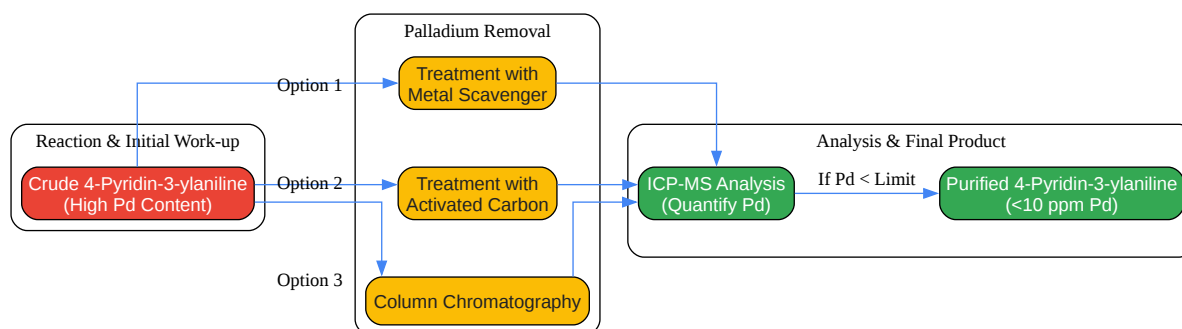 Palladium Removal
Option 1
Treatment with
Metal Scavenger
Reaction & Initial Work-up
Crude 4-Pyridin-3-ylaniline
(High Pd Content)
Option 2
Treatment with
Activated Carbon
Option 3
Column Chromatography
Analysis & Final Product
ICP-MS Analysis
(Quantify Pd)
If Pd < Limit
Purified 4-Pyridin-3-ylaniline
(<10 ppm Pd)